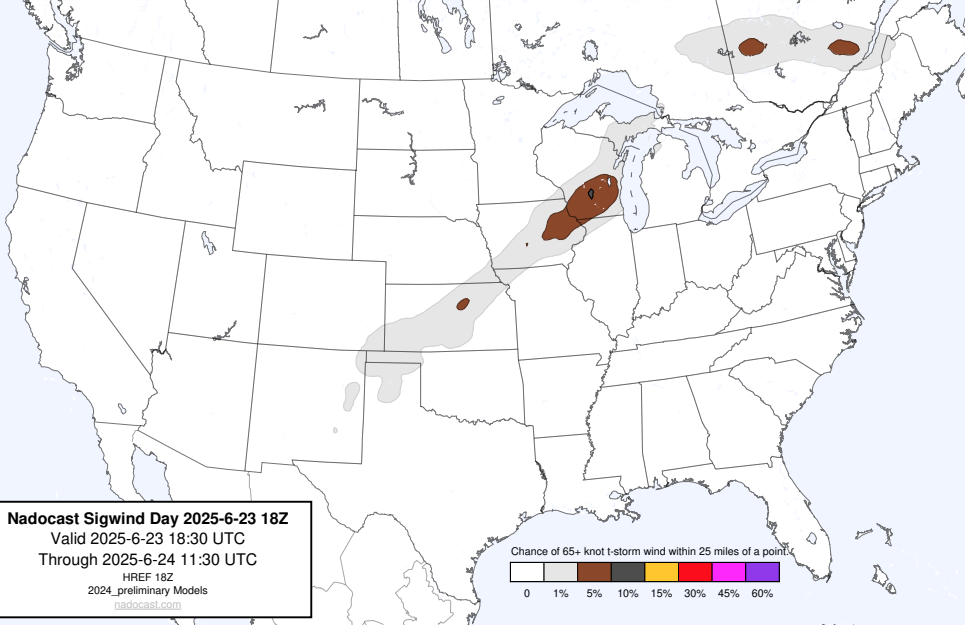 Nadocast Sigwind Day 2025-6-23 18Z
Valid 2025-6-23 18:30 UTC
Through 2025-6-24 11:30 UTC
HREF 18Z
2024_preliminary Models
nadocast.com
Chance of 65+ knot t-storm wind within 25 miles of a point.
0 1% 5% 10% 15% 30% 45% 60%